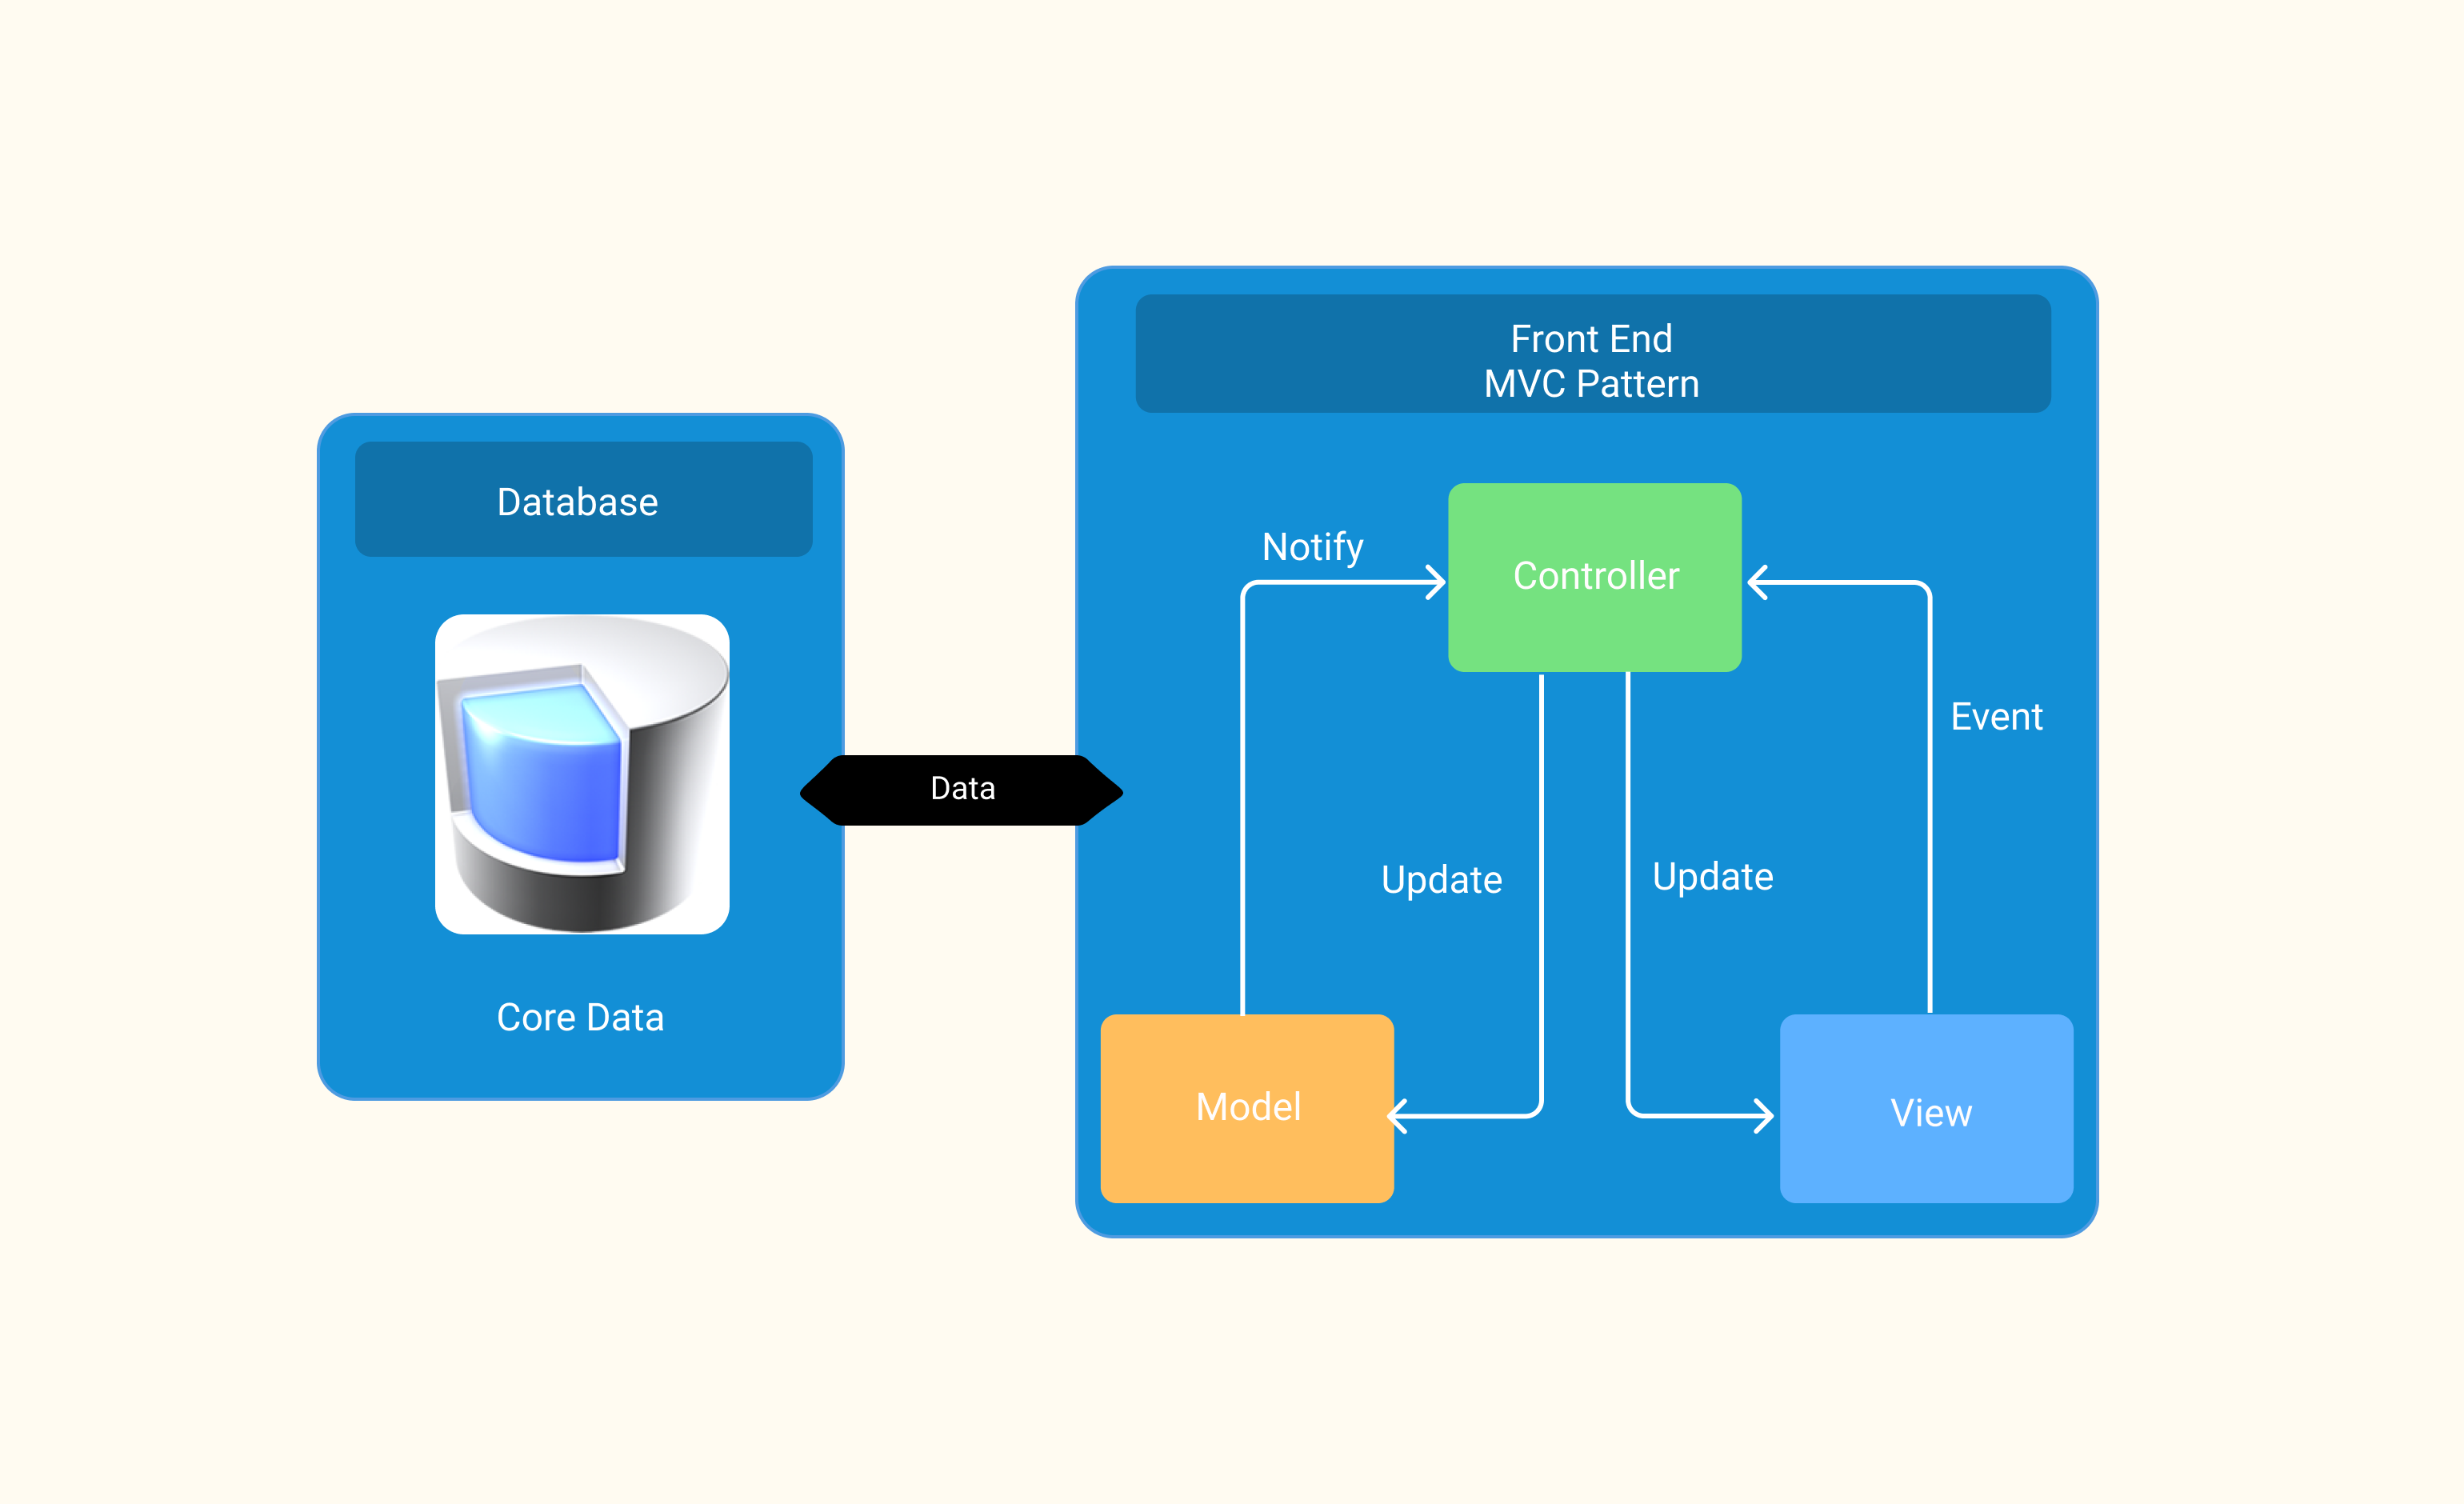 Database
Core Data
Data
Front End
MVC Pattern
Controller
Notify
Event
Update
Update
Model
View